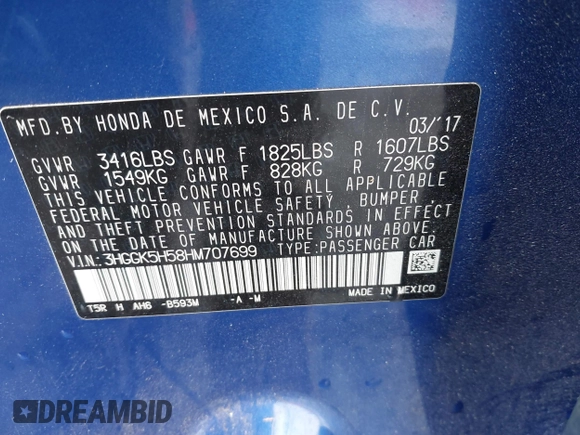 MFD. BY HONDA DE MEXICO S.A. DE C.V.
03/'17
GVWR 3416LBS GAWR F 1825LBS R 1607LBS
GVWR 1549KG GAWR F 828KG R 729KG
THIS VEHICLE CONFORMS TO ALL APPLICABLE
FEDERAL MOTOR VEHICLE SAFETY, BUMPER,
AND THEFT PREVENTION STANDARDS IN EFFECT
ON THE DATE OF MANUFACTURE SHOWN ABOVE.
V.I.N.: 3HGGK5H58HM707699 TYPE: PASSENGER CAR
T5R H AH6 -B593M -A -M
MADE IN MEXICO
DREAMBID